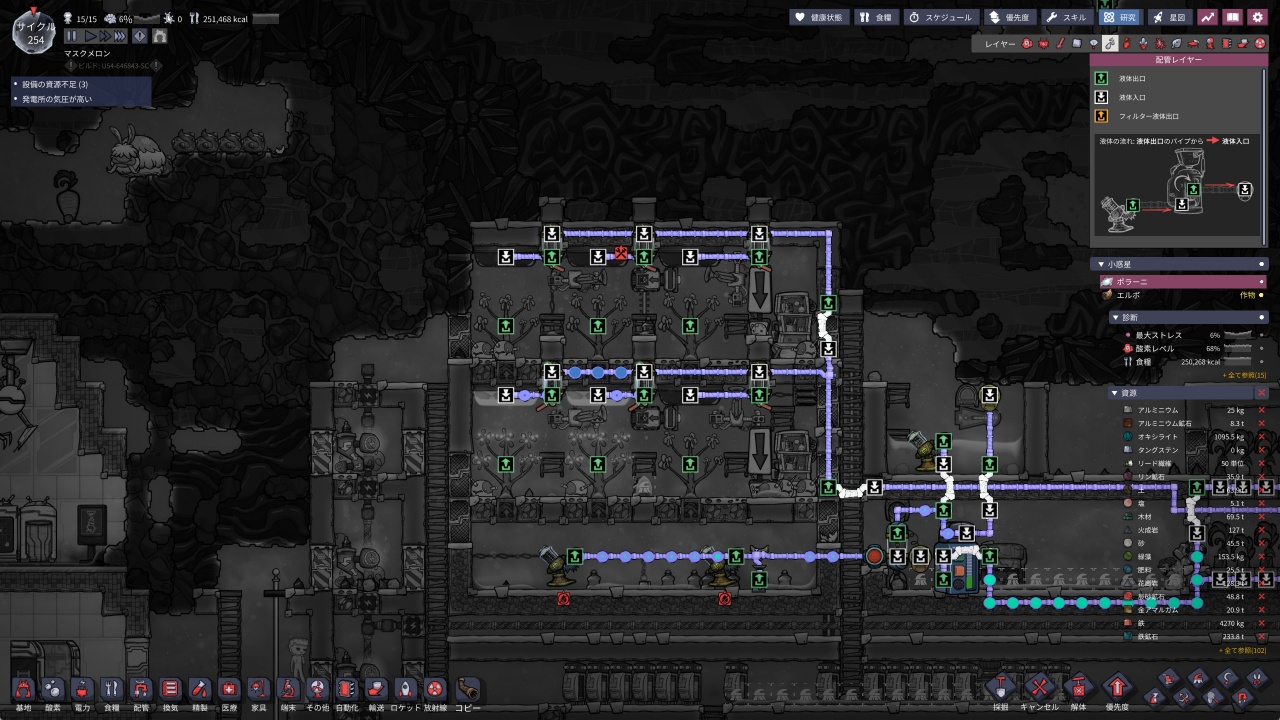 サイクル
254
15/15
6%
0
251,468 kcal
マスクメロン
ビルド: U54-646843-SC
設備の資源不足 (3)
発電所の気圧が高い
健康状態
食糧
スケジュール
優先度
スキル
研究
星図
レイヤー
配管レイヤー
液体出口
液体入口
フィルター液体出口
液体の流れ: 液体出口のパイプから
液体入口
小惑星
ポラーニ
エルボ
作物
診断
最大ストレス
6%
酸素レベル
68%
食糧
250,268 kcal
+ 全て参照(15)
資源
アルミニウム
25 kg
アルミニウム鉱石
8.3 t
オキシライト
1095.5 kg
タングステン
0 kg
リード繊維
50 単位
リン鉱石
土
塩
5.1 t
木材
69.5 t
火成岩
127 t
砂
45.5 t
緑藻
153.5 kg
肥料
25.5 t
花崗岩
48.8 t
金アマルガム
20.9 t
鉄
4270 kg
鉄鉱石
233.8 t
+ 全て参照(102)
基地
酸素
電力
食糧
配管
換気
精製
医療
家具
端末
その他
自動化
輸送
ロケット
放射線
コピー
採掘
キャンセル
解体
優先度